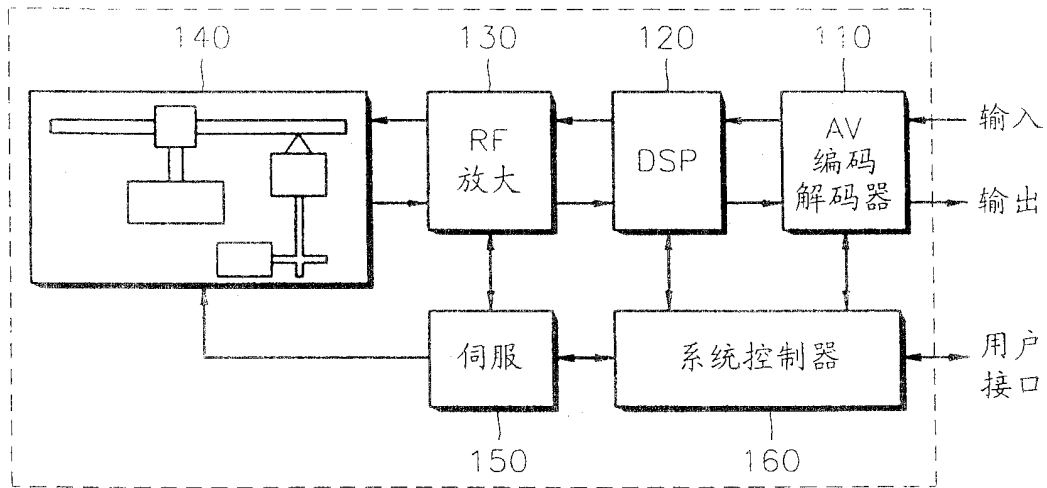 140
130
120
110
RF
放大
DSP
AV
编码
解码器
输入
输出
伺服
系统控制器
用户
接口
150
160